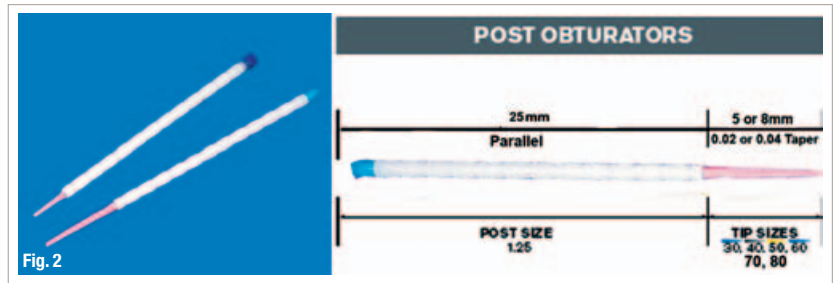 POST OBTURATORS
25mm
5 or 8mm
Parallel
0.02 or 0.04 Taper
POST SIZE
1.25
TIP SIZES
30, 40, 50, 60
70, 80
Fig. 2